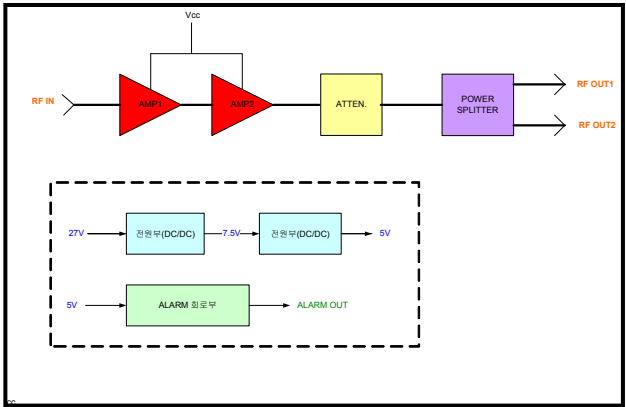 Vcc
RF IN
AMP1
AMP2
ATTEN.
POWER
SPLITTER
RF OUT1
RF OUT2
27V
전원부(DC/DC)
7.5V
전원부(DC/DC)
5V
5V
ALARM 회로부
ALARM OUT
cc